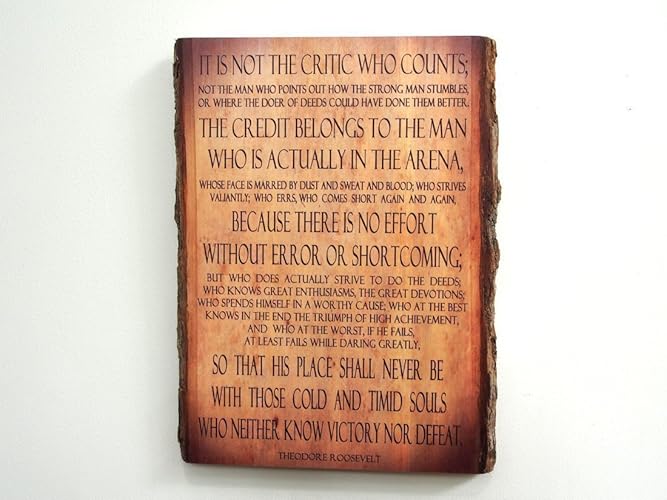 IT IS NOT THE CRITIC WHO COUNTS;
NOT THE MAN WHO POINTS OUT HOW THE STRONG MAN STUMBLES,
OR WHERE THE DOER OF DEEDS COULD HAVE DONE THEM BETTER.
THE CREDIT BELONGS TO THE MAN
WHO IS ACTUALLY IN THE ARENA,
WHOSE FACE IS MARRED BY DUST AND SWEAT AND BLOOD; WHO STRIVES
VALIANTLY; WHO ERRS, WHO COMES SHORT AGAIN AND AGAIN,
BECAUSE THERE IS NO EFFORT
WITHOUT ERROR OR SHORTCOMING;
BUT WHO DOES ACTUALLY STRIVE TO DO THE DEEDS;
WHO KNOWS GREAT ENTHUSIASMS, THE GREAT DEVOTIONS;
WHO SPENDS HIMSELF IN A WORTHY CAUSE; WHO AT THE BEST
KNOWS IN THE END THE TRIUMPH OF HIGH ACHIEVEMENT,
AND WHO AT THE WORST, IF HE FAILS,
AT LEAST FAILS WHILE DARING GREATLY,
SO THAT HIS PLACE SHALL NEVER BE
WITH THOSE COLD AND TIMID SOULS
WHO NEITHER KNOW VICTORY NOR DEFEAT.
THEODORE ROOSEVELT